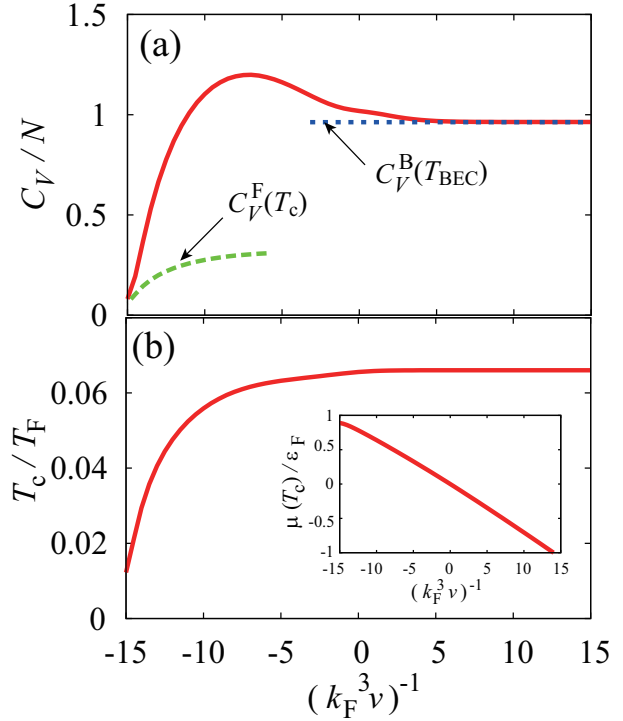 (a)
1.5
1
0.5
0
C_V / N
C_V^B(T_BEC)
C_V^F(T_c)
(b)
0.06
0.04
0.02
0
T_c / T_F
1
0.5
0
-0.5
-1
μ (T_c) / ε_F
-15 -10 -5 0 5 10 15
(k_F^3 v)^-1
-15 -10 -5 0 5 10 15
(k_F^3 v)^-1